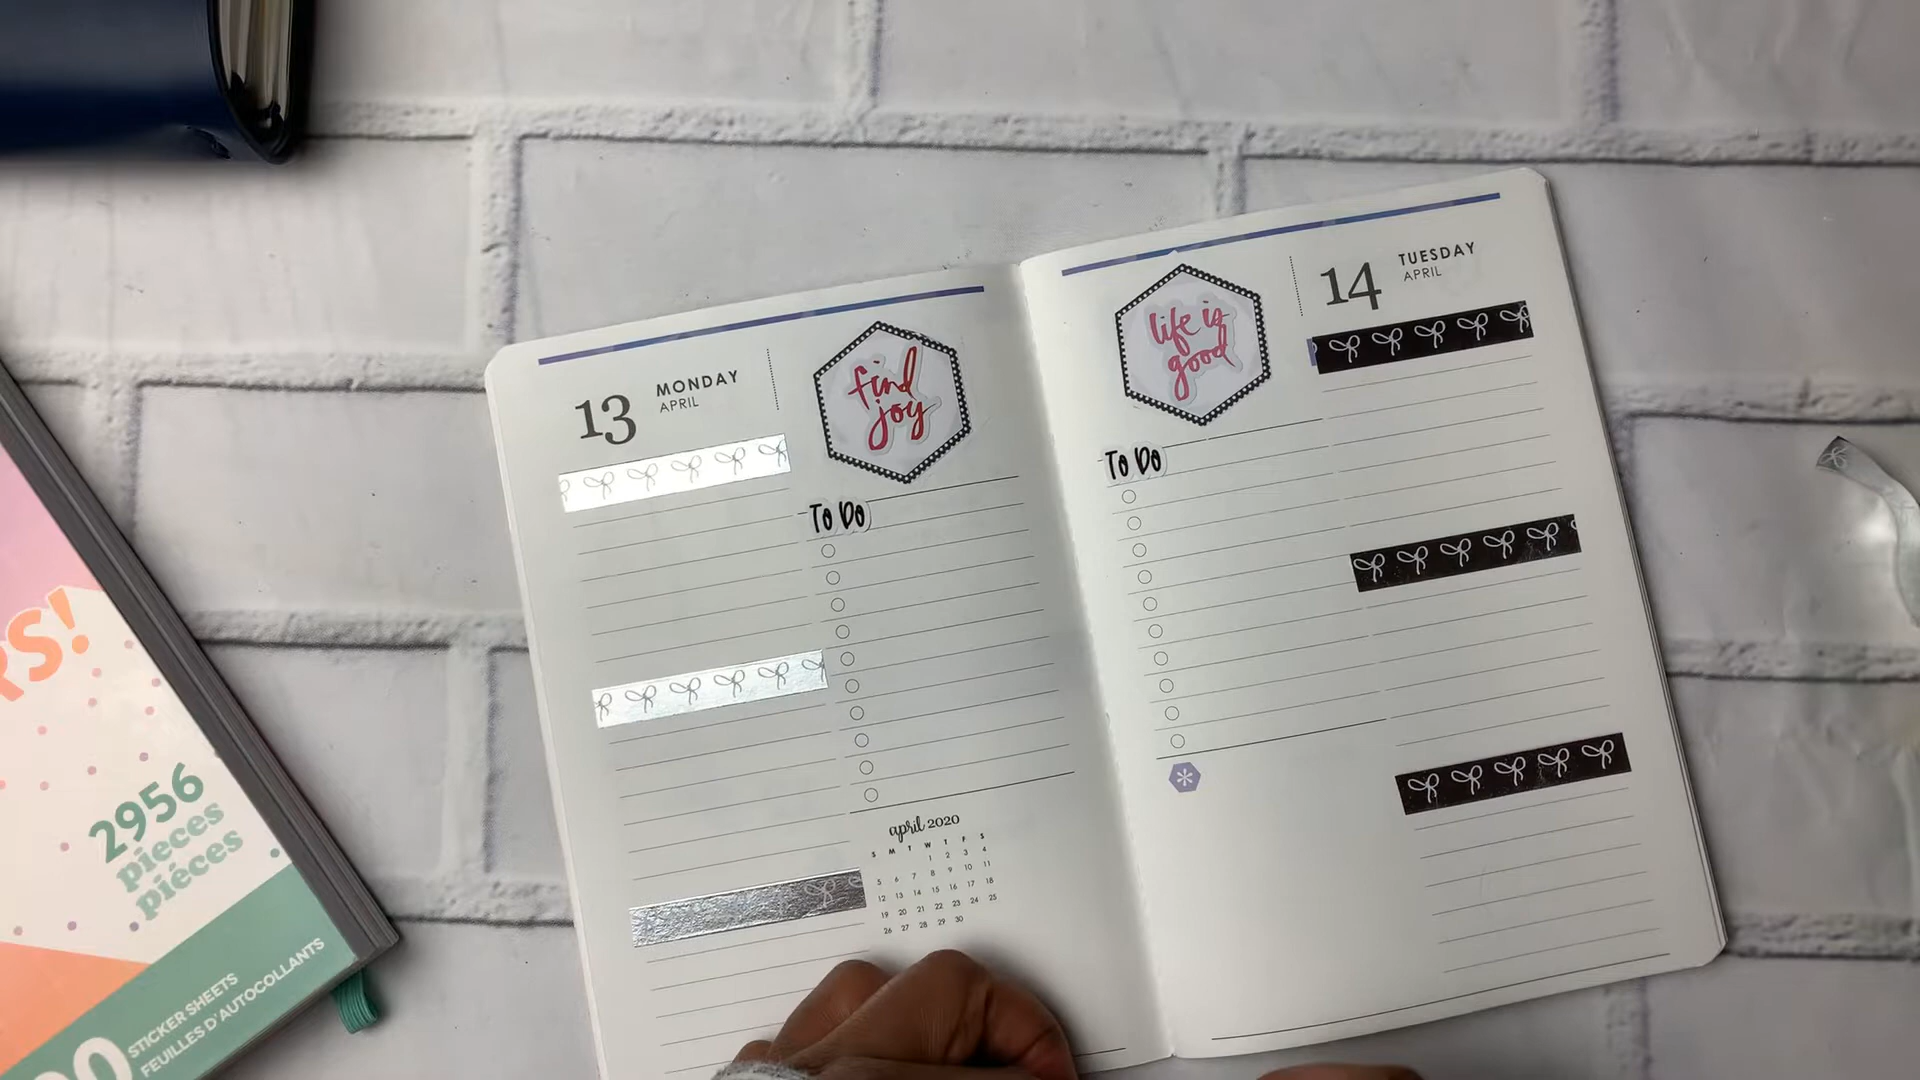 13
MONDAY
APRIL
find
joy
To Do
april 2020
S M T W T F S
1 2 3 4
5 6 7 8 9 10 11
12 13 14 15 16 17 18
19 20 21 22 23 24 25
26 27 28 29 30
life is
good
14
TUESDAY
APRIL
To Do
RS!
2956
pieces
piéces
STICKER SHEETS
FEUILLES D'AUTOCOLLANTS